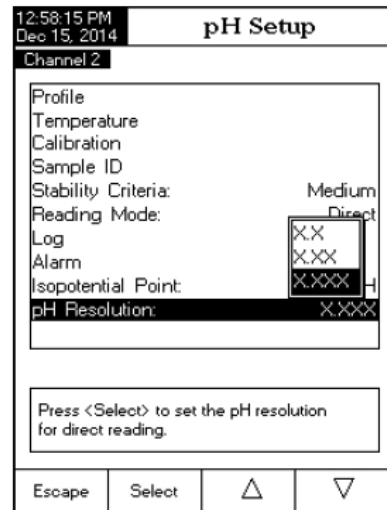 12:58:15 PM
Dec 15, 2014
pH Setup
Channel 2
Profile
Temperature
Calibration
Sample ID
Stability Criteria: Medium
Reading Mode: Direct
Log
X.X
Alarm
X.XX
Isopotential Point: H
X.XXX
pH Resolution: X.XXX
Press <Select> to set the pH resolution
for direct reading.
Escape Select △ ▽